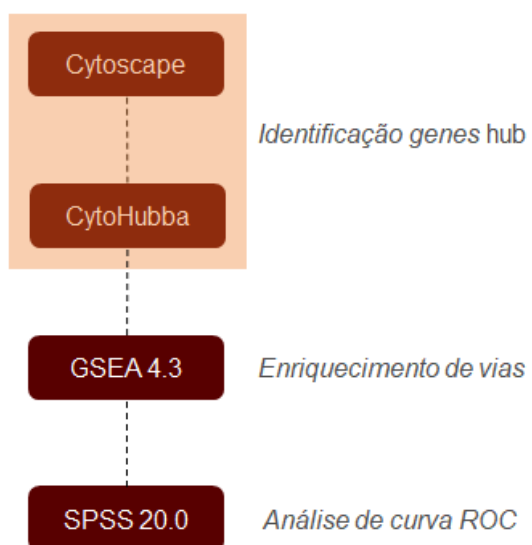 Cytoscape
Identificação genes hub
CytoHubba
GSEA 4.3
Enriquecimento de vias
SPSS 20.0
Análise de curva ROC